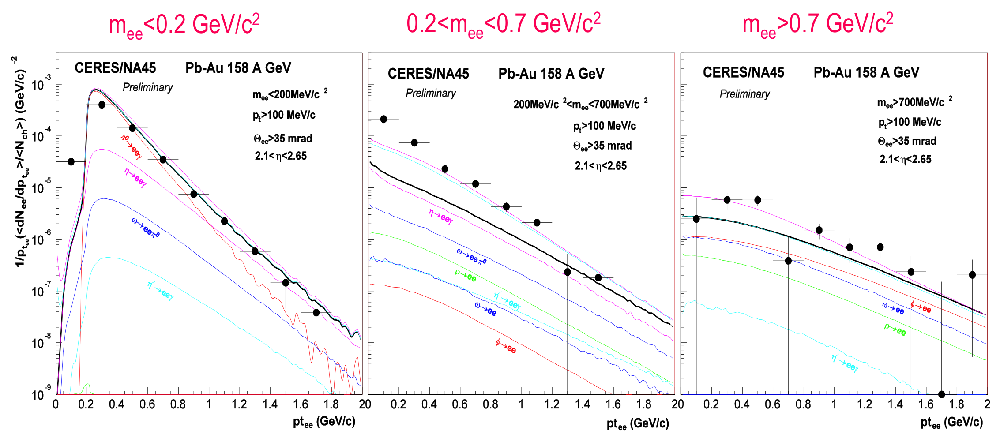 m_ee<0.2 GeV/c²
0.2<m_ee<0.7 GeV/c²
m_ee>0.7 GeV/c²
1/p_t_ee(<dN_ee/dp_t_ee>/<N_ch>) (GeV/c)⁻²
10⁻³
10⁻⁴
10⁻⁵
10⁻⁶
10⁻⁷
10⁻⁸
10⁻⁹
CERES/NA45 Pb-Au 158 A GeV
Preliminary
m_ee<200MeV/c ²
p_t>100 MeV/c
Θ_ee>35 mrad
2.1<η<2.65
π⁰→eeγ
η→eeγ
ω→eeπ⁰
η′→eeγ
0 0.2 0.4 0.6 0.8 1 1.2 1.4 1.6 1.8 2
pt_ee (GeV/c)
CERES/NA45 Pb-Au 158 A GeV
Preliminary
200MeV/c ²<m_ee<700MeV/c ²
p_t>100 MeV/c
Θ_ee>35 mrad
2.1<η<2.65
η→eeγ
ω→eeπ⁰
ρ→ee
η′→eeγ
ω→ee
φ→ee
0 0.2 0.4 0.6 0.8 1 1.2 1.4 1.6 1.8 2
pt_ee (GeV/c)
CERES/NA45 Pb-Au 158 A GeV
Preliminary
m_ee>700MeV/c ²
p_t>100 MeV/c
Θ_ee>35 mrad
2.1<η<2.65
φ→ee
ω→ee
ρ→ee
η′→eeγ
0 0.2 0.4 0.6 0.8 1 1.2 1.4 1.6 1.8 2
pt_ee (GeV/c)